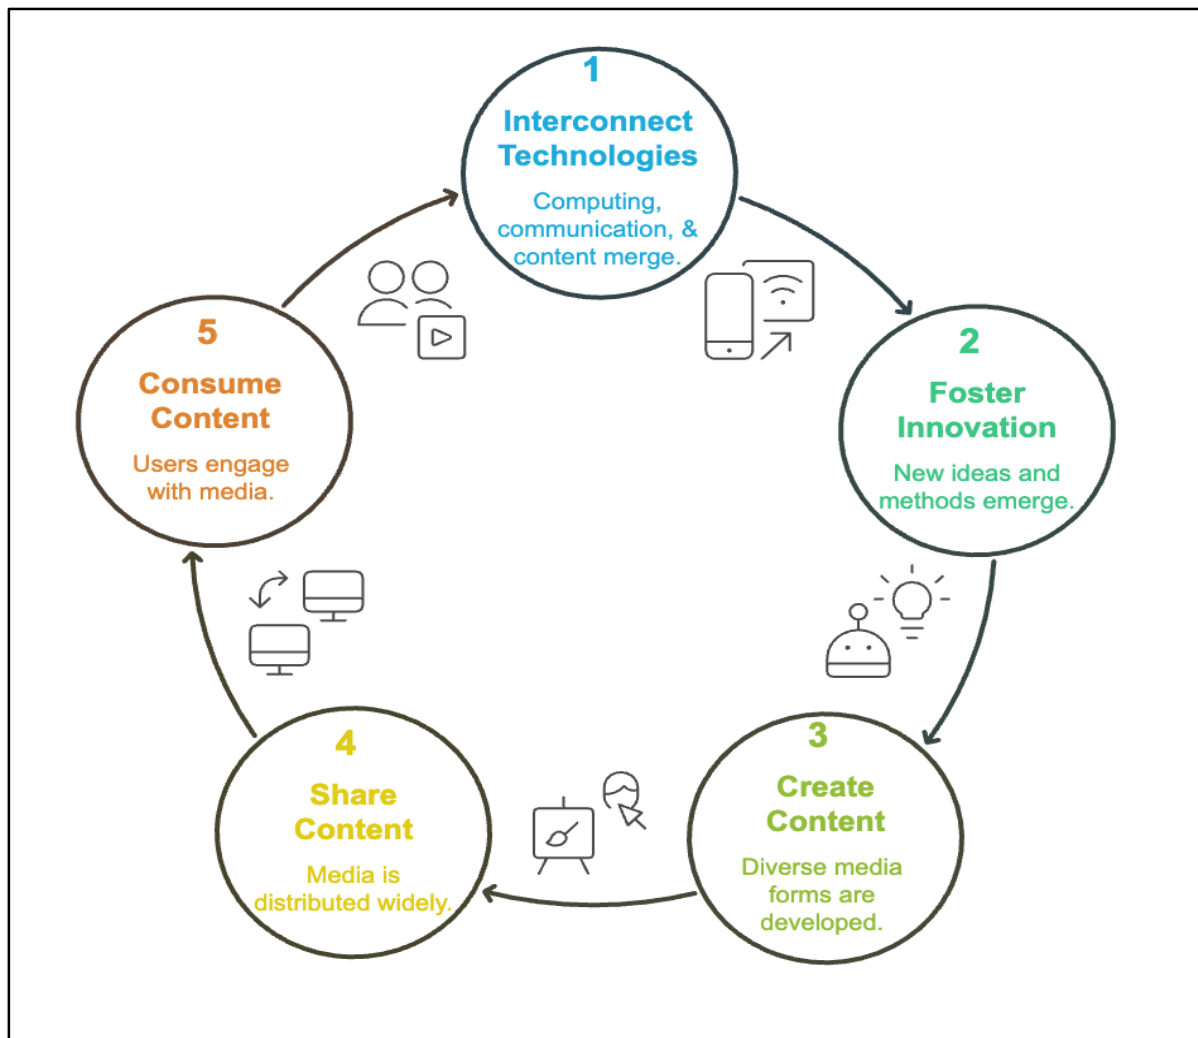 1
Interconnect
Technologies
Computing,
communication, &
content merge.
2
Foster
Innovation
New ideas and
methods emerge.
3
Create
Content
Diverse media
forms are
developed.
4
Share
Content
Media is
distributed widely.
5
Consume
Content
Users engage
with media.